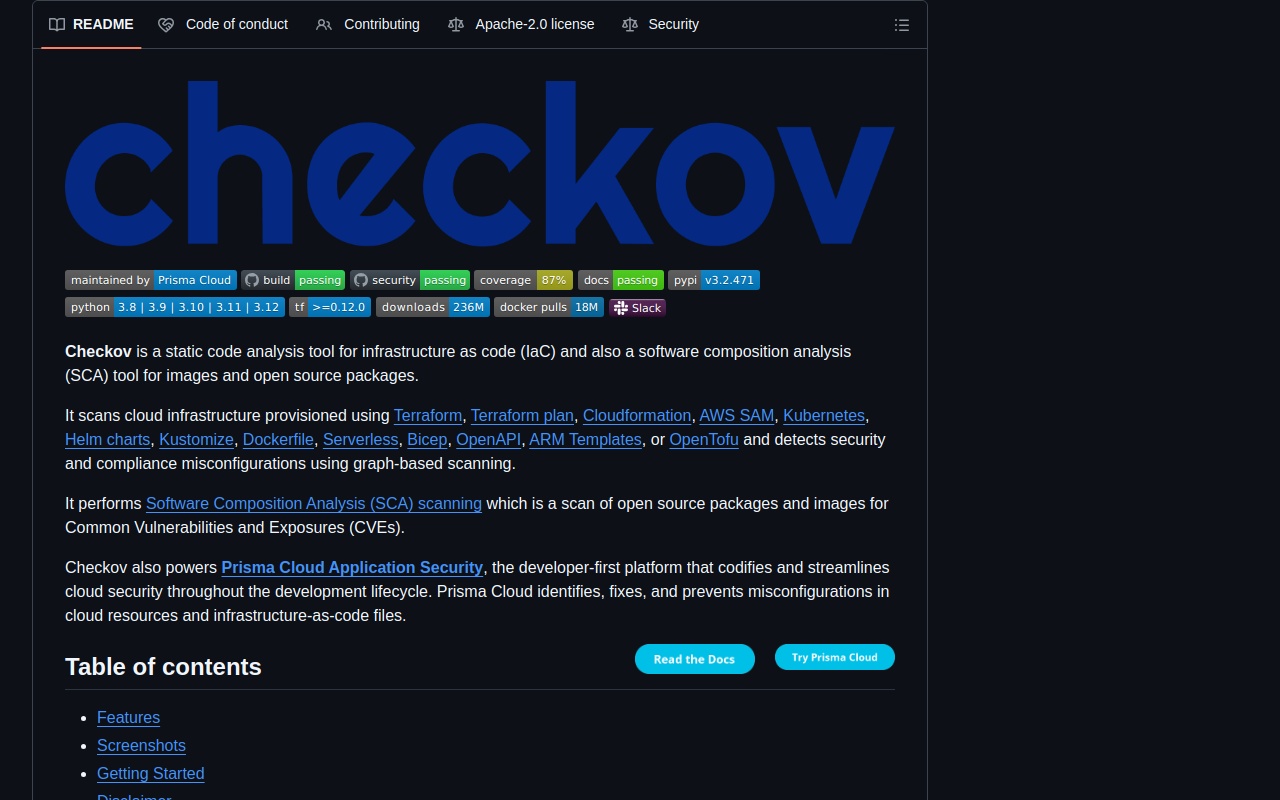 README Code of conduct Contributing Apache-2.0 license Security
checkov
maintained by Prisma Cloud build passing security passing coverage 87% docs passing pypi v3.2.471
python 3.8 | 3.9 | 3.10 | 3.11 | 3.12 tf >=0.12.0 downloads 236M docker pulls 18M Slack
Checkov is a static code analysis tool for infrastructure as code (IaC) and also a software composition analysis
(SCA) tool for images and open source packages.
It scans cloud infrastructure provisioned using Terraform, Terraform plan, Cloudformation, AWS SAM, Kubernetes,
Helm charts, Kustomize, Dockerfile, Serverless, Bicep, OpenAPI, ARM Templates, or OpenTofu and detects security
and compliance misconfigurations using graph-based scanning.
It performs Software Composition Analysis (SCA) scanning which is a scan of open source packages and images for
Common Vulnerabilities and Exposures (CVEs).
Checkov also powers Prisma Cloud Application Security, the developer-first platform that codifies and streamlines
cloud security throughout the development lifecycle. Prisma Cloud identifies, fixes, and prevents misconfigurations in
cloud resources and infrastructure-as-code files.
Table of contents Read the Docs Try Prisma Cloud
Features
Screenshots
Getting Started
Disclaimer